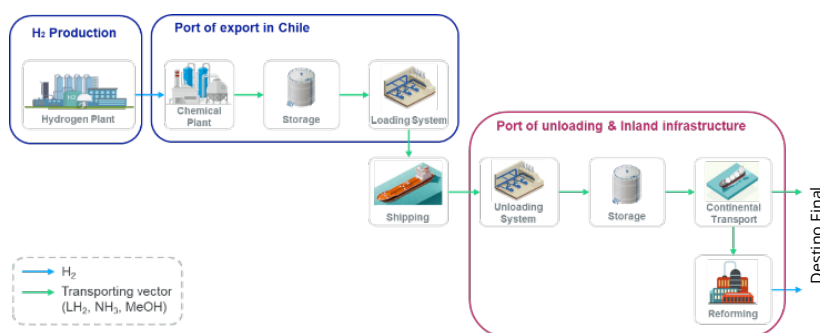 H₂ Production
Port of export in Chile
Hydrogen Plant
Chemical
Plant
Storage
Loading System
Port of unloading & Inland infrastructure
Shipping
Unloading
System
Storage
Continental
Transport
Reforming
Destino Final
H₂
Transporting vector
(LH₂, NH₃, MeOH)